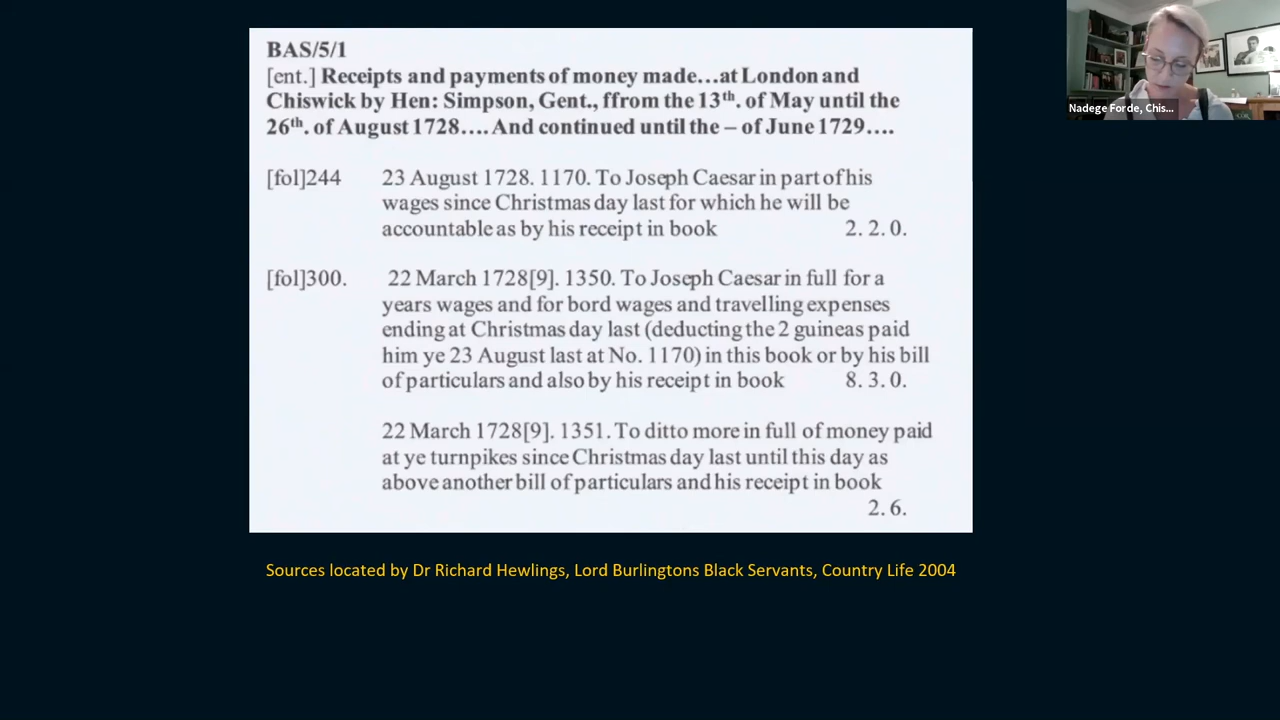 BAS/5/1
[ent.] Receipts and payments of money made...at London and
Chiswick by Hen: Simpson, Gent., ffrom the 13th. of May until the
26th. of August 1728.... And continued until the – of June 1729....
[fol]244 23 August 1728. 1170. To Joseph Caesar in part of his
wages since Christmas day last for which he will be
accountable as by his receipt in book 2. 2. 0.
[fol]300. 22 March 1728[9]. 1350. To Joseph Caesar in full for a
years wages and for bord wages and travelling expenses
ending at Christmas day last (deducting the 2 guineas paid
him ye 23 August last at No. 1170) in this book or by his bill
of particulars and also by his receipt in book 8. 3. 0.
22 March 1728[9]. 1351. To ditto more in full of money paid
at ye turnpikes since Christmas day last until this day as
above another bill of particulars and his receipt in book
2. 6.
Sources located by Dr Richard Hewlings, Lord Burlingtons Black Servants, Country Life 2004
Nadege Forde, Chis...